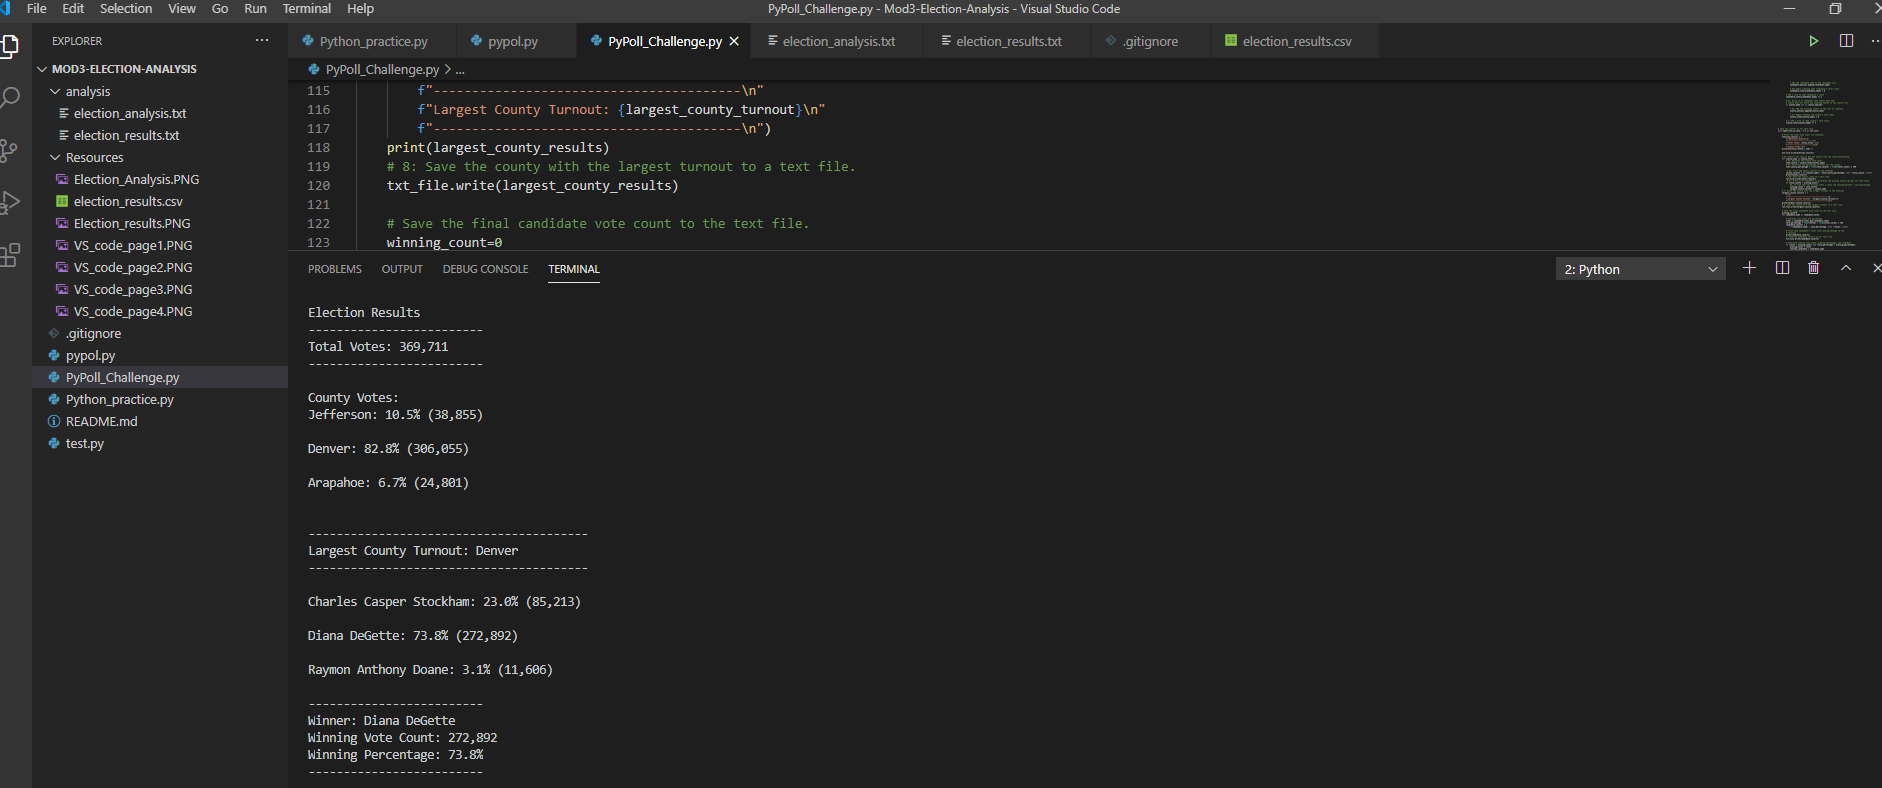 File Edit Selection View Go Run Terminal Help
PyPoll_Challenge.py - Mod3-Election-Analysis - Visual Studio Code
EXPLORER
MOD3-ELECTION-ANALYSIS
analysis
election_analysis.txt
election_results.txt
Resources
Election_Analysis.PNG
election_results.csv
Election_results.PNG
VS_code_page1.PNG
VS_code_page2.PNG
VS_code_page3.PNG
VS_code_page4.PNG
.gitignore
pypol.py
PyPoll_Challenge.py
Python_practice.py
README.md
test.py
Python_practice.py pypol.py PyPoll_Challenge.py election_analysis.txt election_results.txt .gitignore election_results.csv
PyPoll_Challenge.py > ...
115 f"----------------------------------------\n"
116 f"Largest County Turnout: {largest_county_turnout}\n"
117 f"----------------------------------------\n")
118 print(largest_county_results)
119 # 8: Save the county with the largest turnout to a text file.
120 txt_file.write(largest_county_results)
121
122 # Save the final candidate vote count to the text file.
123 winning_count=0
PROBLEMS OUTPUT DEBUG CONSOLE TERMINAL
2: Python
Election Results
-------------------------
Total Votes: 369,711
-------------------------
County Votes:
Jefferson: 10.5% (38,855)
Denver: 82.8% (306,055)
Arapahoe: 6.7% (24,801)
----------------------------------------
Largest County Turnout: Denver
----------------------------------------
Charles Casper Stockham: 23.0% (85,213)
Diana DeGette: 73.8% (272,892)
Raymon Anthony Doane: 3.1% (11,606)
-------------------------
Winner: Diana DeGette
Winning Vote Count: 272,892
Winning Percentage: 73.8%
-------------------------